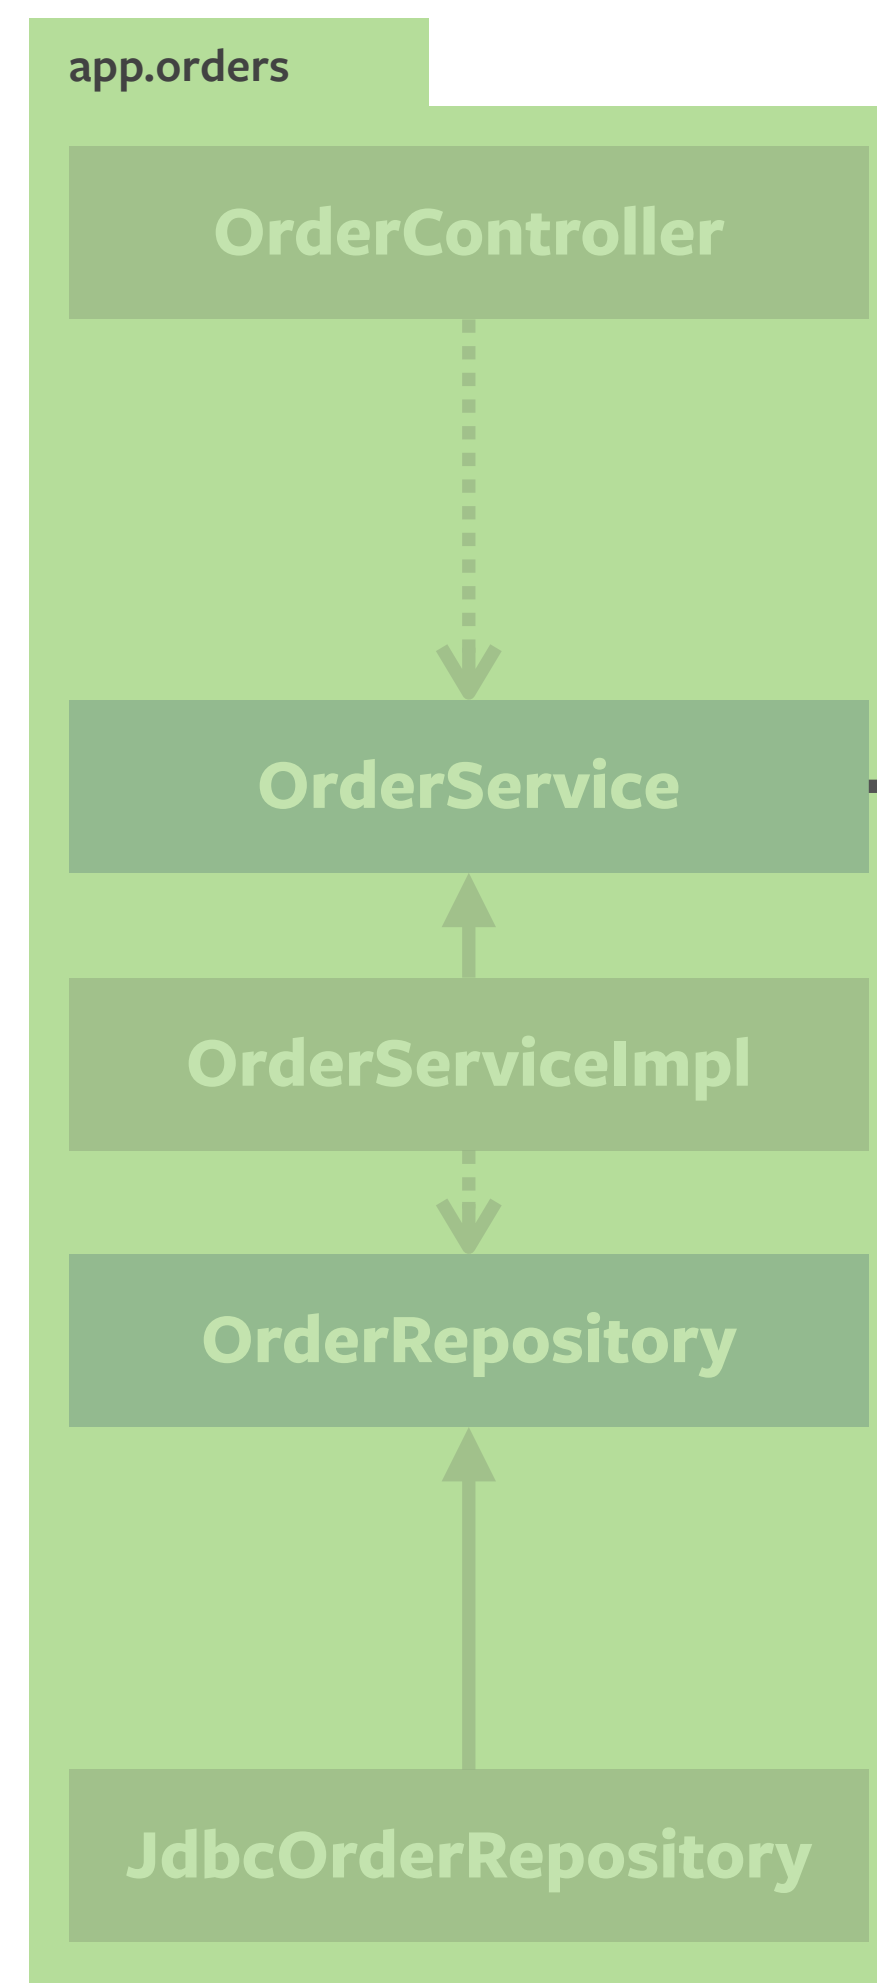 app.orders
OrderController
OrderService
OrderServiceImpl
OrderRepository
JdbcOrderRepository